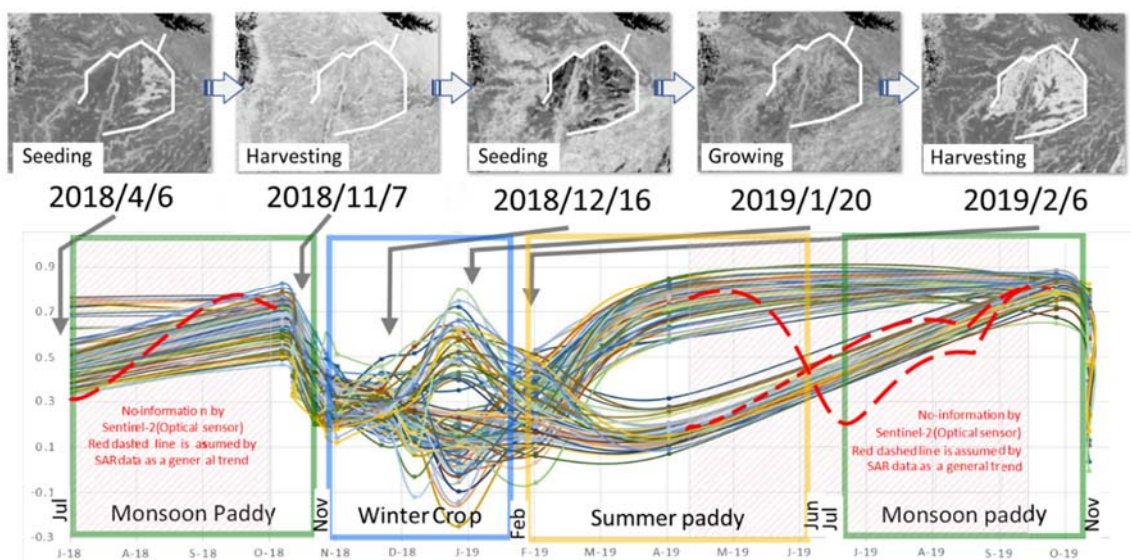 Seeding
Harvesting
Seeding
Growing
Harvesting
2018/4/6
2018/11/7
2018/12/16
2019/1/20
2019/2/6
0.9
0.7
0.5
0.3
0.1
-0.1
-0.3
No-information by
Sentinel-2(Optical sensor)
Red dashed line is assumed by
SAR data as a general trend
No-information by
Sentinel-2(Optical sensor)
Red dashed line is assumed by
SAR data as a general trend
Jul
Monsoon Paddy
Nov
Winter Crop
Feb
Summer paddy
Jun
Jul
Monsoon paddy
Nov
J-18
A-18
S-18
O-18
N-18
D-18
J-19
F-19
M-19
A-19
M-19
J-19
J-19
A-19
S-19
O-19